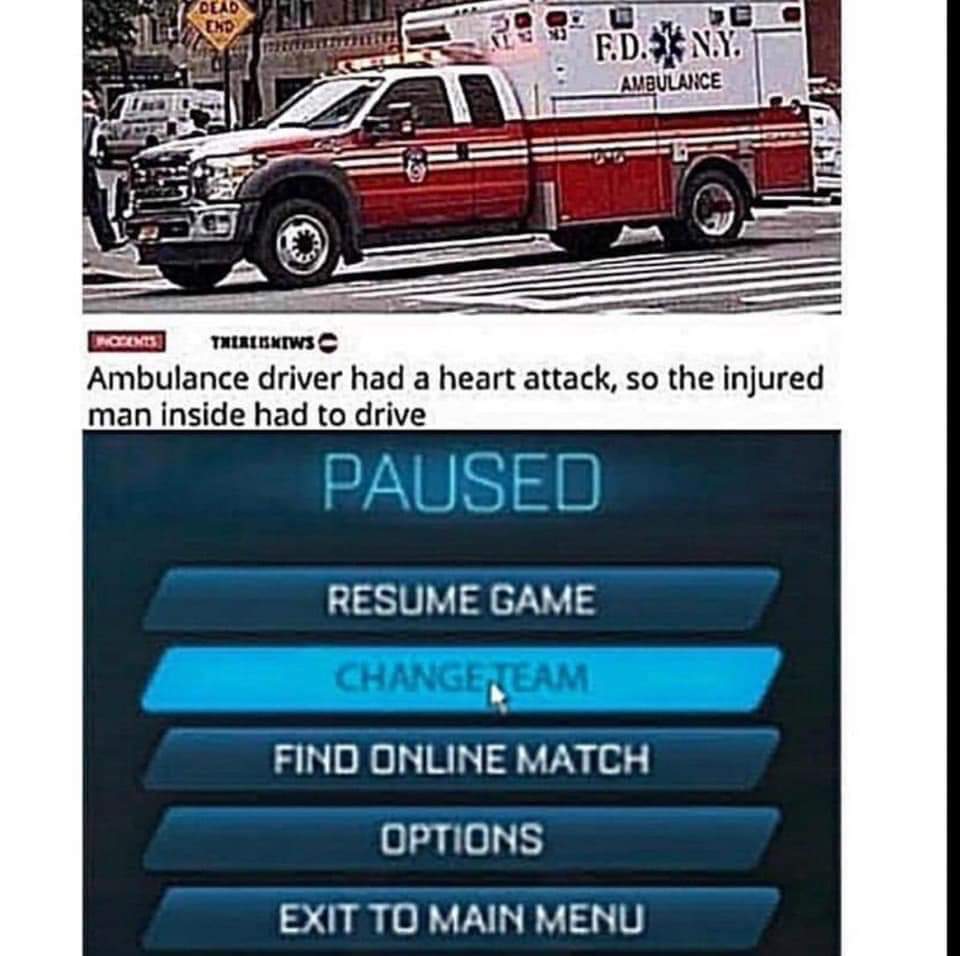 DEAD
END
F.D. N.Y.
AMBULANCE
INCIDENTS THEREISNEWS
Ambulance driver had a heart attack, so the injured
man inside had to drive
PAUSED
RESUME GAME
CHANGE TEAM
FIND ONLINE MATCH
OPTIONS
EXIT TO MAIN MENU